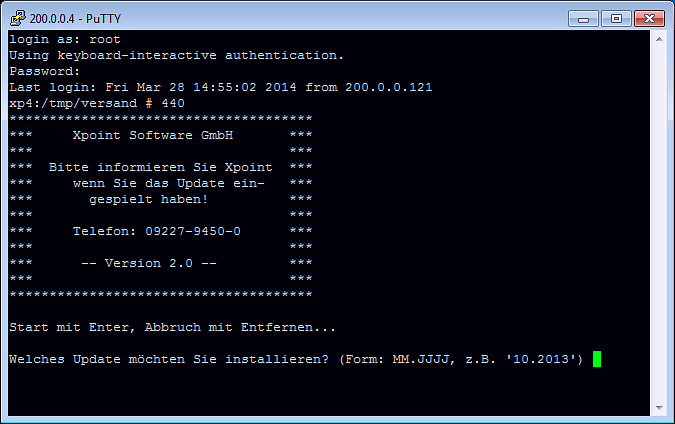 200.0.0.4 - PuTTY
login as: root
Using keyboard-interactive authentication.
Password:
Last login: Fri Mar 28 14:55:02 2014 from 200.0.0.121
xp4:/tmp/versand # 440
**************************************
***     Xpoint Software GmbH       ***
***                                ***
***  Bitte informieren Sie Xpoint  ***
***     wenn Sie das Update ein-   ***
***       gespielt haben!          ***
***                                ***
***     Telefon: 09227-9450-0      ***
***                                ***
***      -- Version 2.0 --         ***
***                                ***
**************************************
Start mit Enter, Abbruch mit Entfernen...
Welches Update möchten Sie installieren? (Form: MM.JJJJ, z.B. '10.2013')